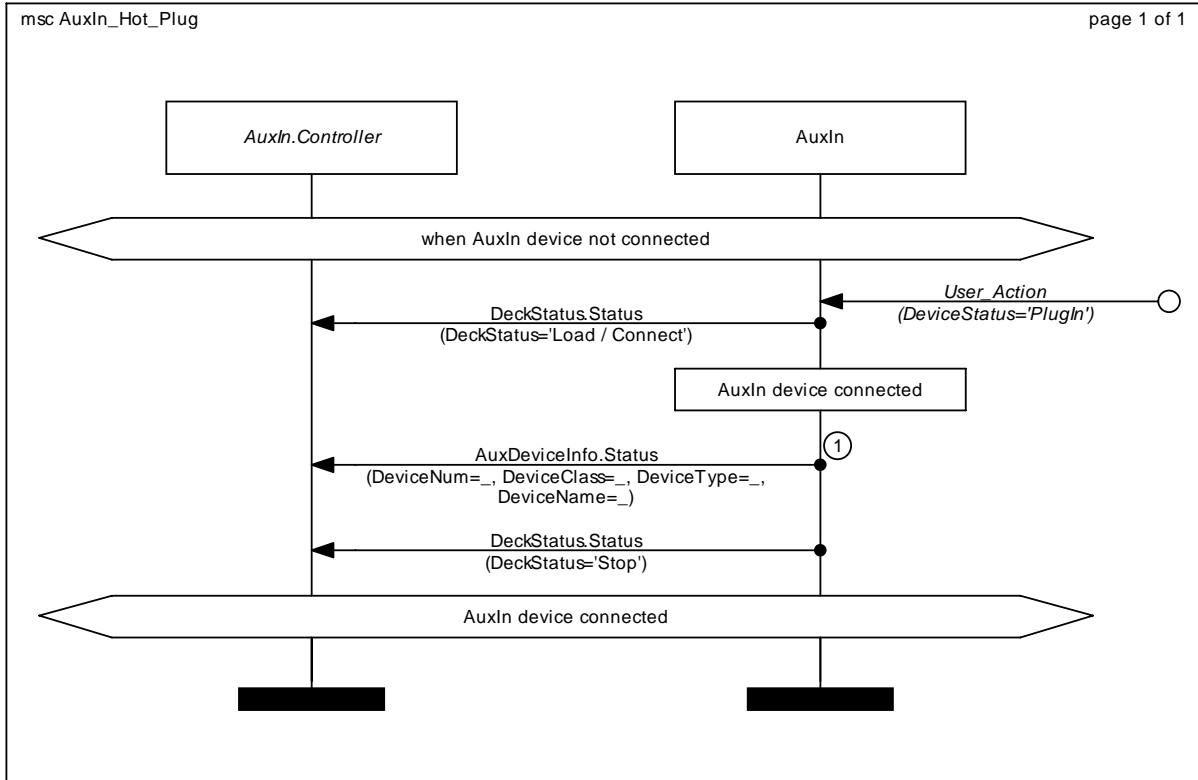 msc AuxIn_Hot_Plug
page 1 of 1
AuxIn.Controller
AuxIn
when AuxIn device not connected
User_Action
(DeviceStatus='PlugIn')
DeckStatus.Status
(DeckStatus='Load / Connect')
AuxIn device connected
1
AuxDeviceInfo.Status
(DeviceNum=_, DeviceClass=_, DeviceType=_,
DeviceName=_)
DeckStatus.Status
(DeckStatus='Stop')
AuxIn device connected